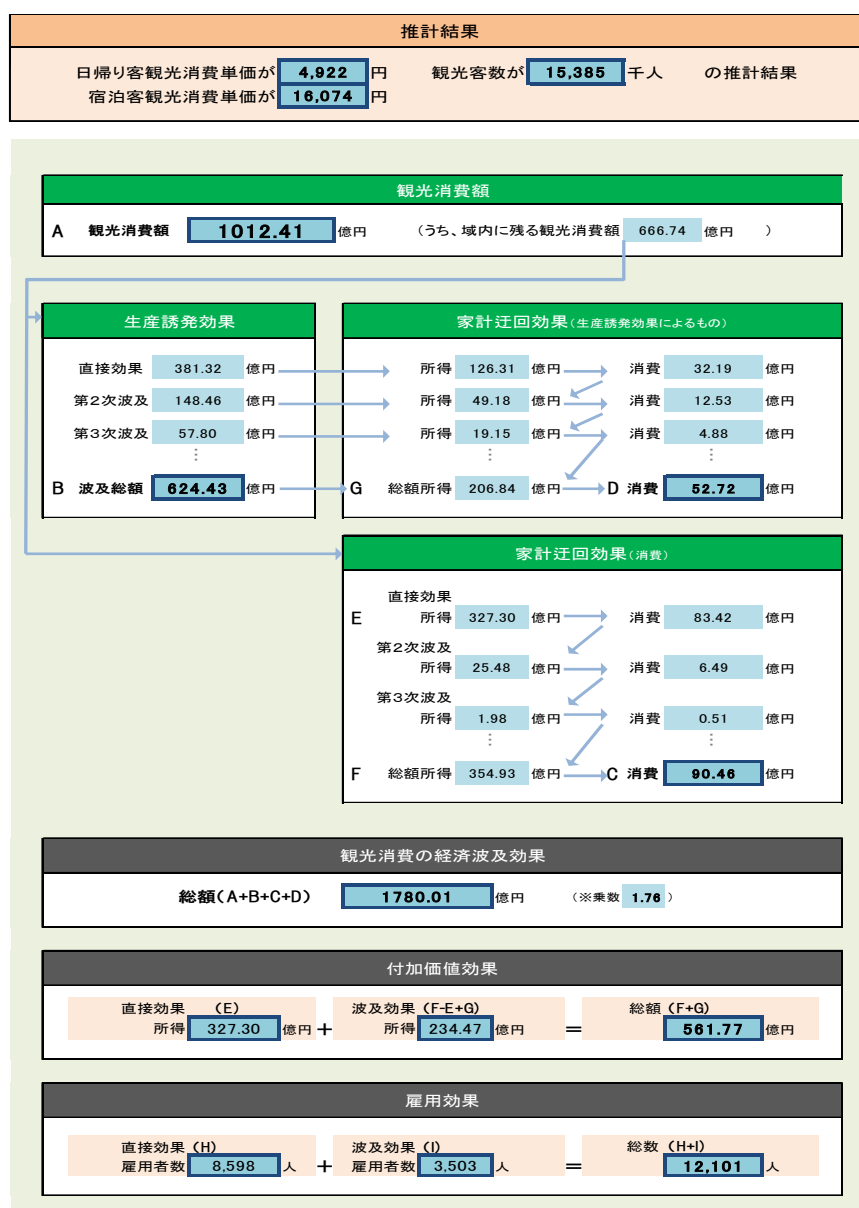 推計結果
日帰り客観光消費単価が 4,922 円 観光客数が 15,385 千人 の推計結果
宿泊客観光消費単価が 16,074 円
観光消費額
A 観光消費額 1012.41 億円 (うち、域内に残る観光消費額 666.74 億円 )
生産誘発効果
直接効果 381.32 億円
第2次波及 148.46 億円
第3次波及 57.80 億円
⋮
B 波及総額 624.43 億円
家計迂回効果(生産誘発効果によるもの)
所得 126.31 億円 消費 32.19 億円
所得 49.18 億円 消費 12.53 億円
所得 19.15 億円 消費 4.88 億円
⋮ ⋮
G 総額所得 206.84 億円 D 消費 52.72 億円
家計迂回効果(消費)
直接効果
E 所得 327.30 億円 消費 83.42 億円
第2次波及
所得 25.48 億円 消費 6.49 億円
第3次波及
所得 1.98 億円 消費 0.51 億円
⋮ ⋮
F 総額所得 354.93 億円 C 消費 90.46 億円
観光消費の経済波及効果
総額(A+B+C+D) 1780.01 億円 (※乗数 1.76 )
付加価値効果
直接効果 (E) 波及効果 (F-E+G) 総額 (F+G)
所得 327.30 億円 + 所得 234.47 億円 = 561.77 億円
雇用効果
直接効果 (H) 波及効果 (I) 総数 (H+I)
雇用者数 8,598 人 + 雇用者数 3,503 人 = 12,101 人